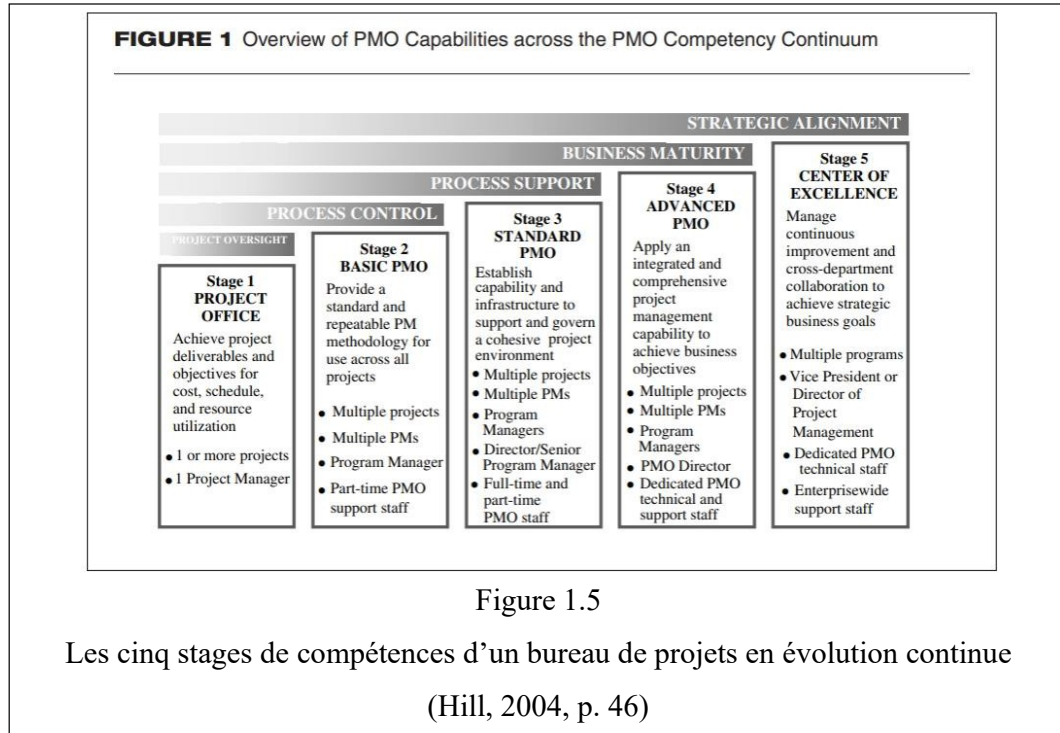 FIGURE 1 Overview of PMO Capabilities across the PMO Competency Continuum
STRATEGIC ALIGNMENT
BUSINESS MATURITY
PROCESS SUPPORT
PROCESS CONTROL
PROJECT OVERSIGHT
Stage 1
PROJECT
OFFICE
Achieve project
deliverables and
objectives for
cost, schedule,
and resource
utilization
• 1 or more projects
• 1 Project Manager
Stage 2
BASIC PMO
Provide a
standard and
repeatable PM
methodology for
use across all
projects
• Multiple projects
• Multiple PMs
• Program Manager
• Part-time PMO
support staff
Stage 3
STANDARD
PMO
Establish
capability and
infrastructure to
support and govern
a cohesive project
environment
• Multiple projects
• Multiple PMs
• Program
Managers
• Director/Senior
Program Manager
• Full-time and
part-time
PMO staff
Stage 4
ADVANCED
PMO
Apply an
integrated and
comprehensive
project
management
capability to
achieve business
objectives
• Multiple projects
• Multiple PMs
• Program
Managers
• PMO Director
• Dedicated PMO
technical and
support staff
Stage 5
CENTER OF
EXCELLENCE
Manage
continuous
improvement and
cross-department
collaboration to
achieve strategic
business goals
• Multiple programs
• Vice President or
Director of
Project
Management
• Dedicated PMO
technical staff
• Enterprisewide
support staff
Figure 1.5
Les cinq stages de compétences d’un bureau de projets en évolution continue
(Hill, 2004, p. 46)